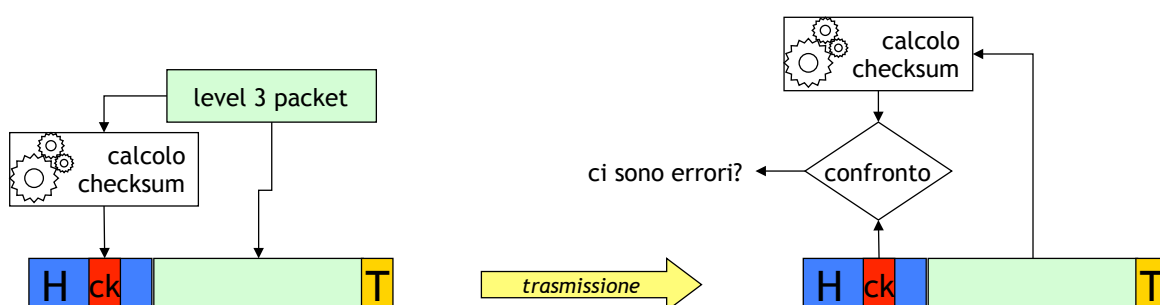 level 3 packet
calcolo
checksum
H
ck
T
trasmissione
calcolo
checksum
confronto
ci sono errori?
H
ck
T